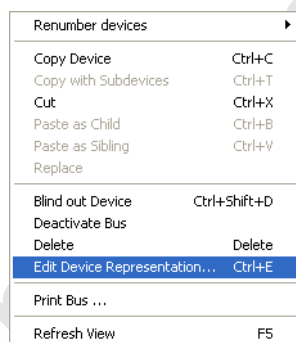 Renumber devices
Copy Device Ctrl+C
Copy with Subdevices Ctrl+T
Cut Ctrl+X
Paste as Child Ctrl+B
Paste as Sibling Ctrl+V
Replace
Blind out Device Ctrl+Shift+D
Deactivate Bus
Delete Delete
Edit Device Representation... Ctrl+E
Print Bus ...
Refresh View F5